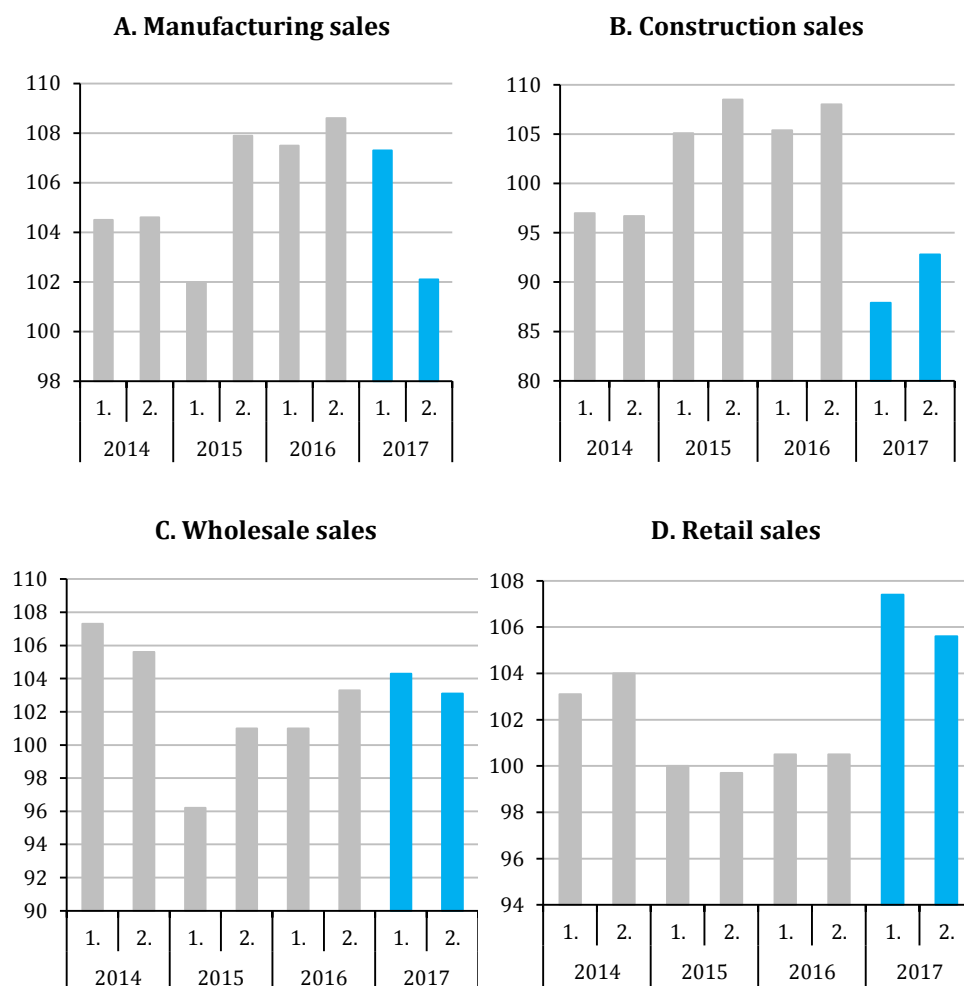 A. Manufacturing sales
110
108
106
104
102
100
98
1. 2. 1. 2. 1. 2. 1. 2.
2014 2015 2016 2017
B. Construction sales
110
105
100
95
90
85
80
1. 2. 1. 2. 1. 2. 1. 2.
2014 2015 2016 2017
C. Wholesale sales
110
108
106
104
102
100
98
96
94
92
90
1. 2. 1. 2. 1. 2. 1. 2.
2014 2015 2016 2017
D. Retail sales
108
106
104
102
100
98
96
94
1. 2. 1. 2. 1. 2. 1. 2.
2014 2015 2016 2017